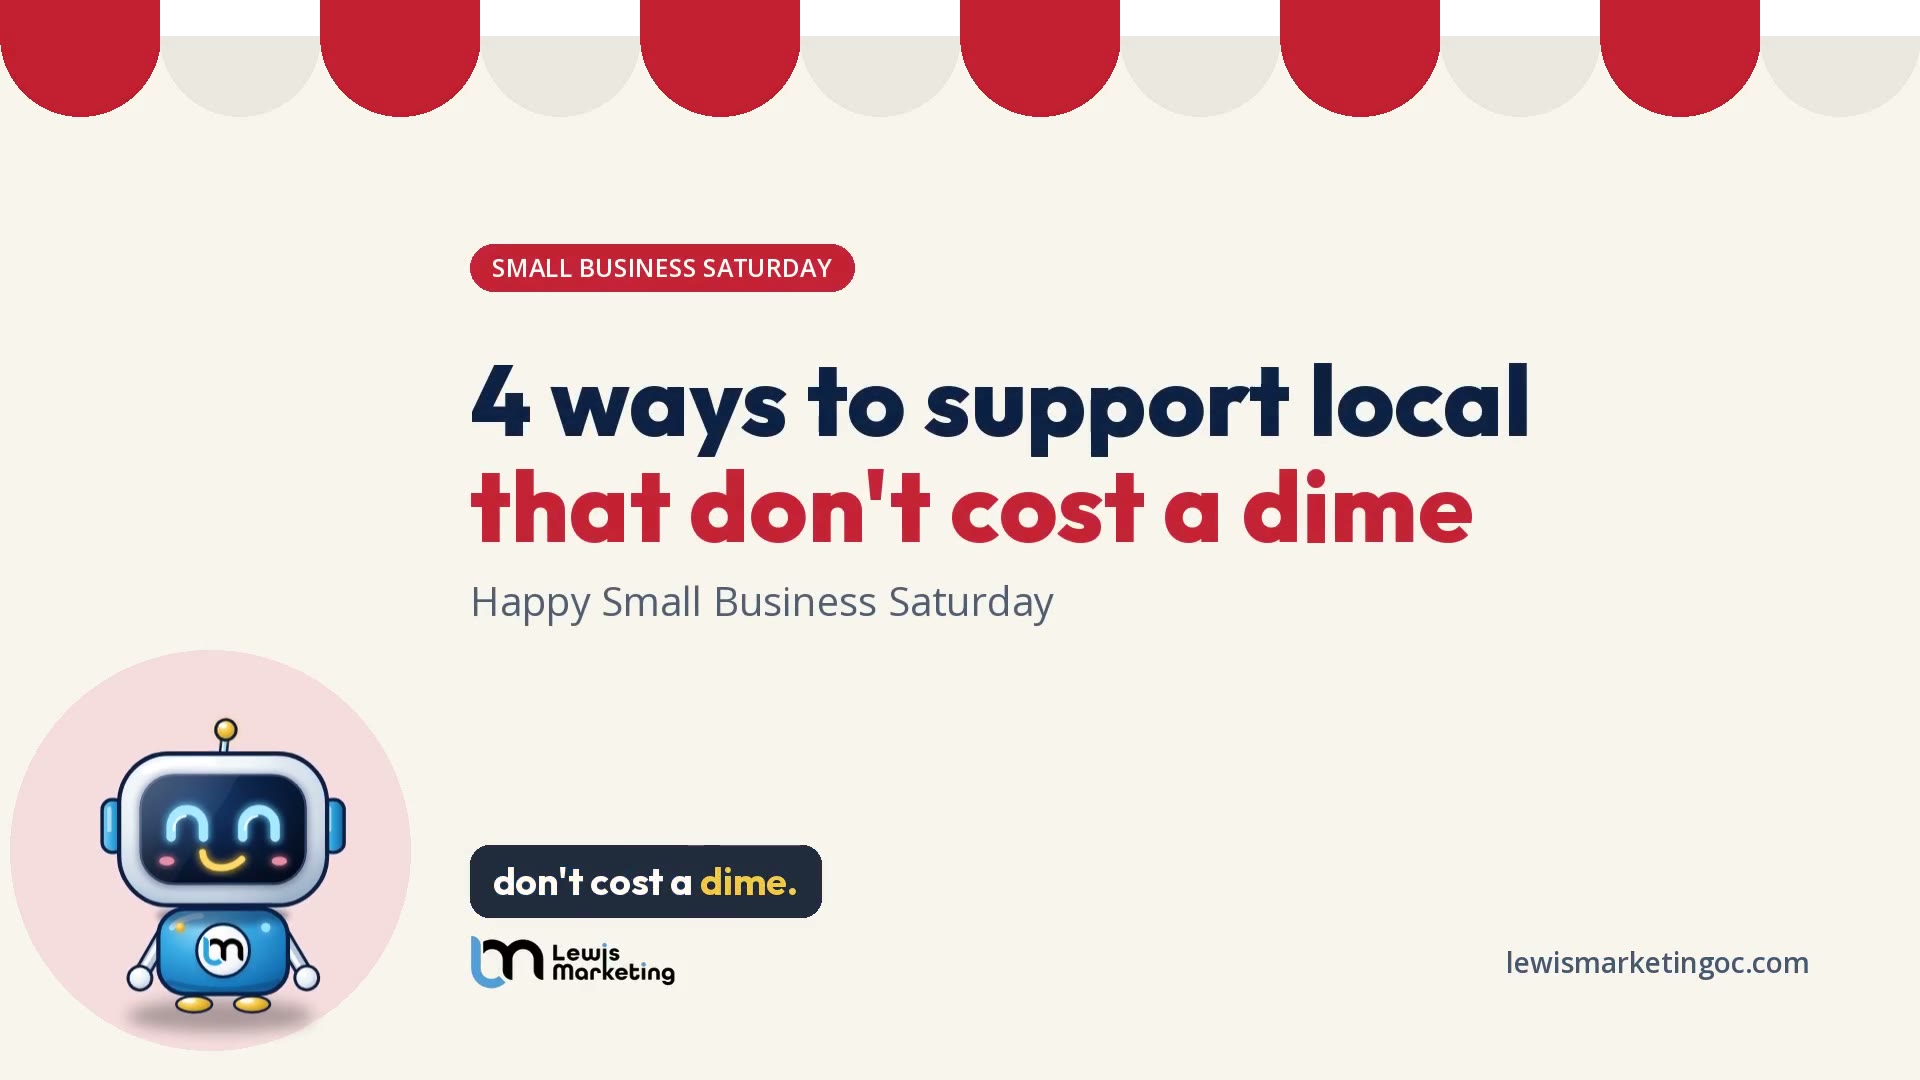 SMALL BUSINESS SATURDAY
4 ways to support local
that don't cost a dime
Happy Small Business Saturday
don't cost a dime.
Lewis
Marketing
lewismarketingoc.com